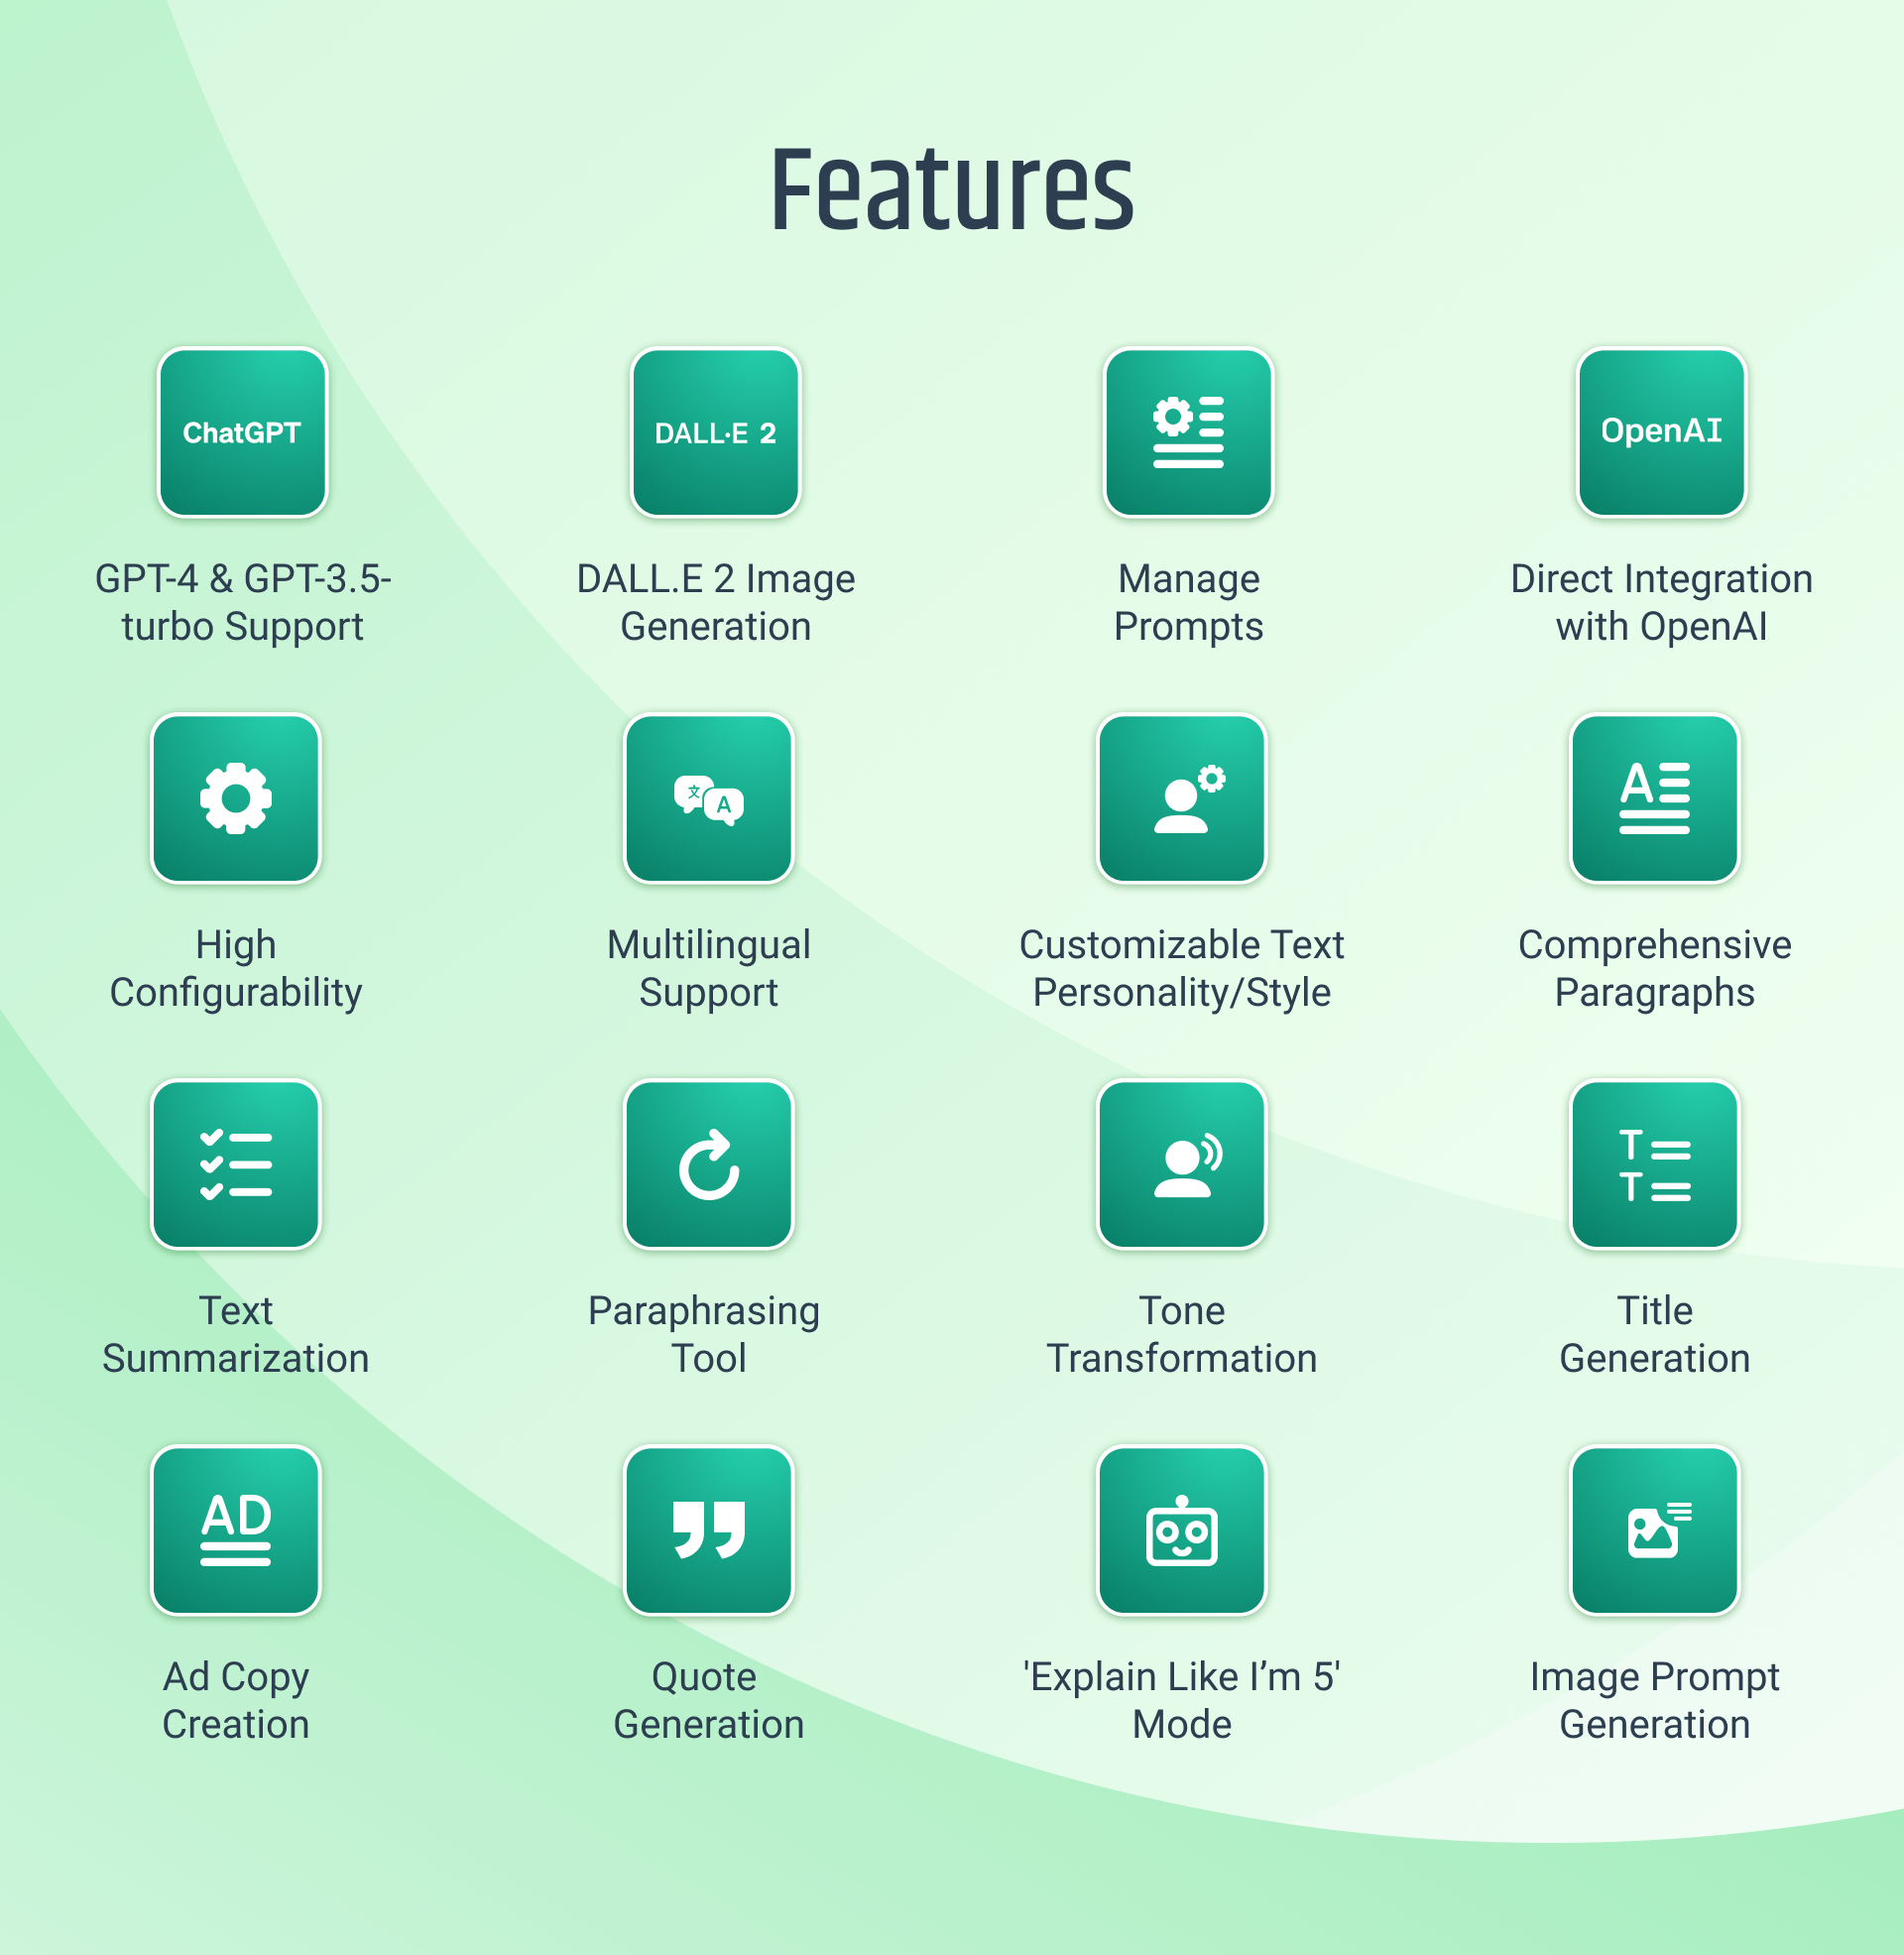 Features
ChatGPT
GPT-4 & GPT-3.5-
turbo Support
DALL·E 2
DALL.E 2 Image
Generation
Manage
Prompts
OpenAI
Direct Integration
with OpenAI
High
Configurability
文 A
Multilingual
Support
Customizable Text
Personality/Style
A
Comprehensive
Paragraphs
Text
Summarization
Paraphrasing
Tool
Tone
Transformation
T
T
Title
Generation
AD
Ad Copy
Creation
Quote
Generation
'Explain Like I’m 5'
Mode
Image Prompt
Generation